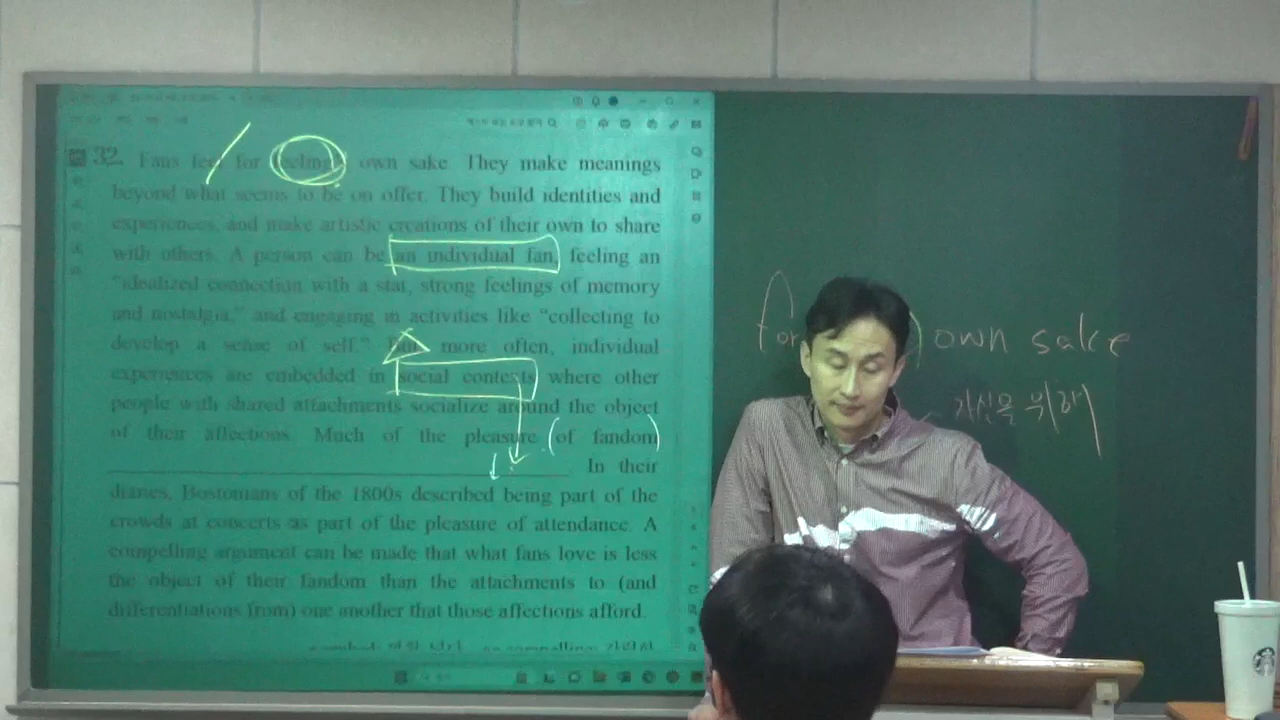 32. Fans feel for feeling's own sake. They make meanings
beyond what seems to be on offer. They build identities and
experiences, and make artistic creations of their own to share
with others. A person can be an individual fan, feeling an
"idealized connection with a star, strong feelings of memory
and nostalgia," and engaging in activities like "collecting to
develop a sense of self." But, more often, individual
experiences are embedded in social contexts where other
people with shared attachments socialize around the object
of their affections. Much of the pleasure (of fandom)
In their
diaries, Bostonians of the 1800s described being part of the
crowds at concerts as part of the pleasure of attendance. A
compelling argument can be made that what fans love is less
the object of their fandom than the attachments to (and
differentiations from) one another that those affections afford.
for own sake
자신을 위해